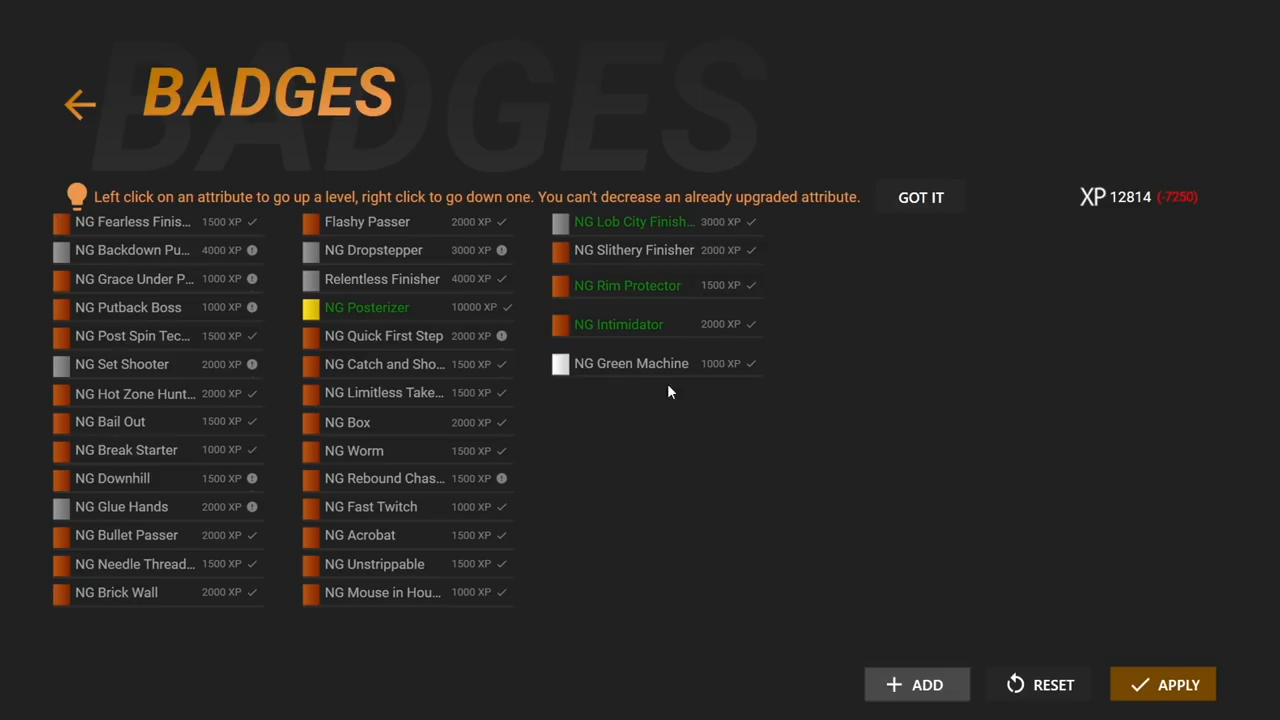 BADGES
Left click on an attribute to go up a level, right click to go down one. You can't decrease an already upgraded attribute.
GOT IT
XP 12814 (-7250)
NG Fearless Finis... 1500 XP
NG Backdown Pu... 4000 XP
NG Grace Under P... 1000 XP
NG Putback Boss 1000 XP
NG Post Spin Tec... 1500 XP
NG Set Shooter 2000 XP
NG Hot Zone Hunt... 2000 XP
NG Bail Out 1500 XP
NG Break Starter 1000 XP
NG Downhill 1500 XP
NG Glue Hands 2000 XP
NG Bullet Passer 2000 XP
NG Needle Thread... 1500 XP
NG Brick Wall 2000 XP
Flashy Passer 2000 XP
NG Dropstepper 3000 XP
Relentless Finisher 4000 XP
NG Posterizer 10000 XP
NG Quick First Step 2000 XP
NG Catch and Sho... 1500 XP
NG Limitless Take... 1500 XP
NG Box 2000 XP
NG Worm 1500 XP
NG Rebound Chas... 1500 XP
NG Fast Twitch 1000 XP
NG Acrobat 1500 XP
NG Unstrippable 1500 XP
NG Mouse in Hou... 1000 XP
NG Lob City Finish... 3000 XP
NG Slithery Finisher 2000 XP
NG Rim Protector 1500 XP
NG Intimidator 2000 XP
NG Green Machine 1000 XP
ADD
RESET
APPLY